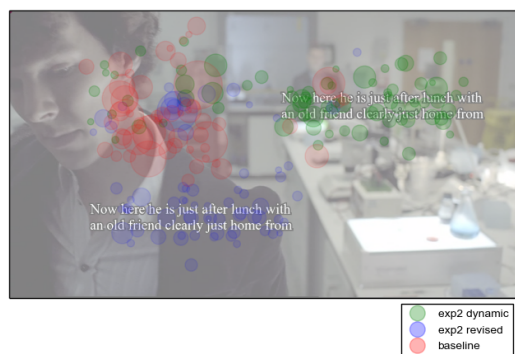 Now here he is just after lunch with
an old friend clearly just home from
Now here he is just after lunch with
an old friend clearly just home from
exp2 dynamic
exp2 revised
baseline